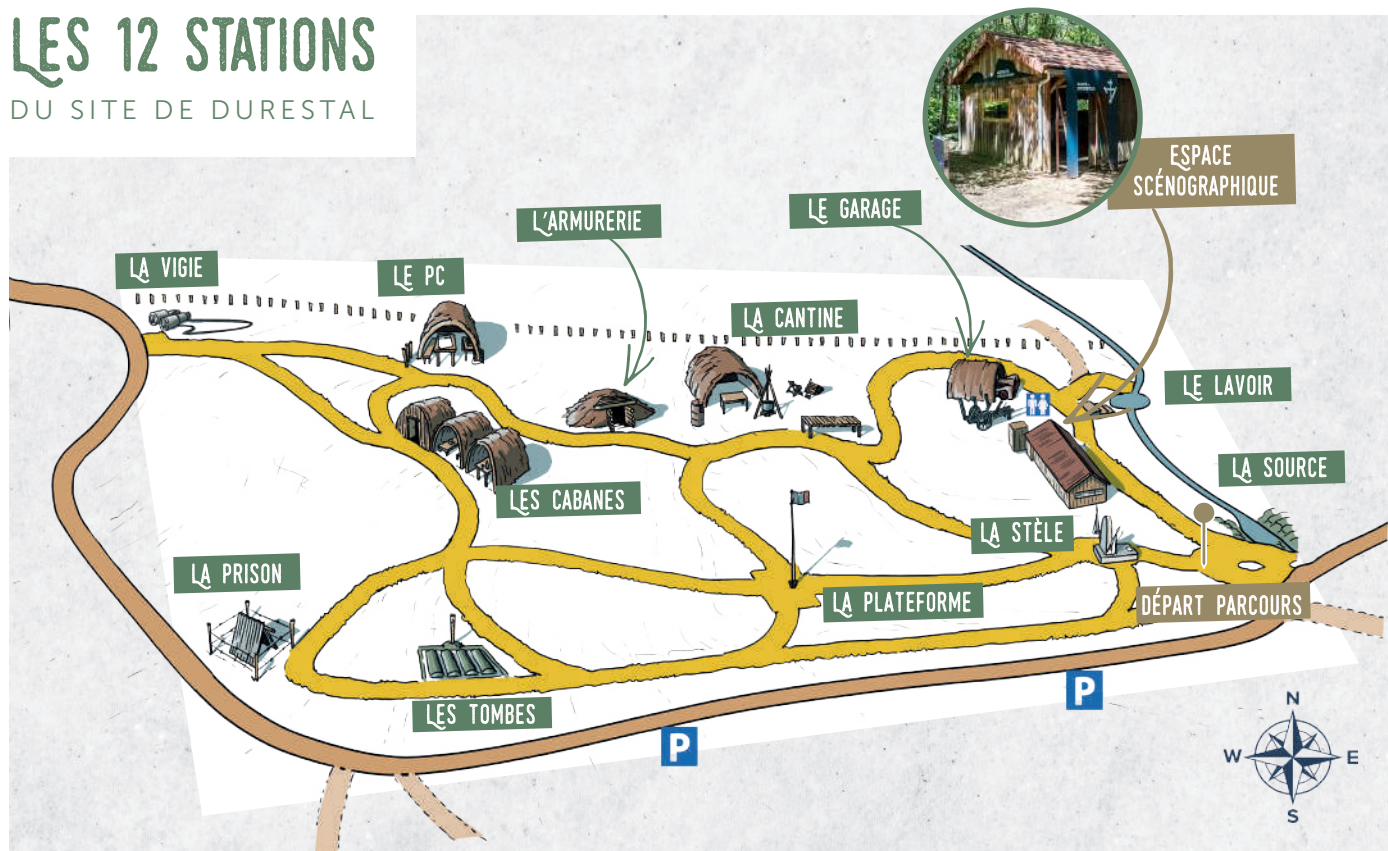 LES 12 STATIONS
DU SITE DE DURESTAL
ESPACE
SCÉNOGRAPHIQUE
L'ARMURERIE
LE GARAGE
LA VIGIE
LE PC
LA CANTINE
LE LAVOIR
LA SOURCE
LES CABANES
LA STÈLE
LA PRISON
LA PLATEFORME
DÉPART PARCOURS
LES TOMBES
P
P
N
W
E
S